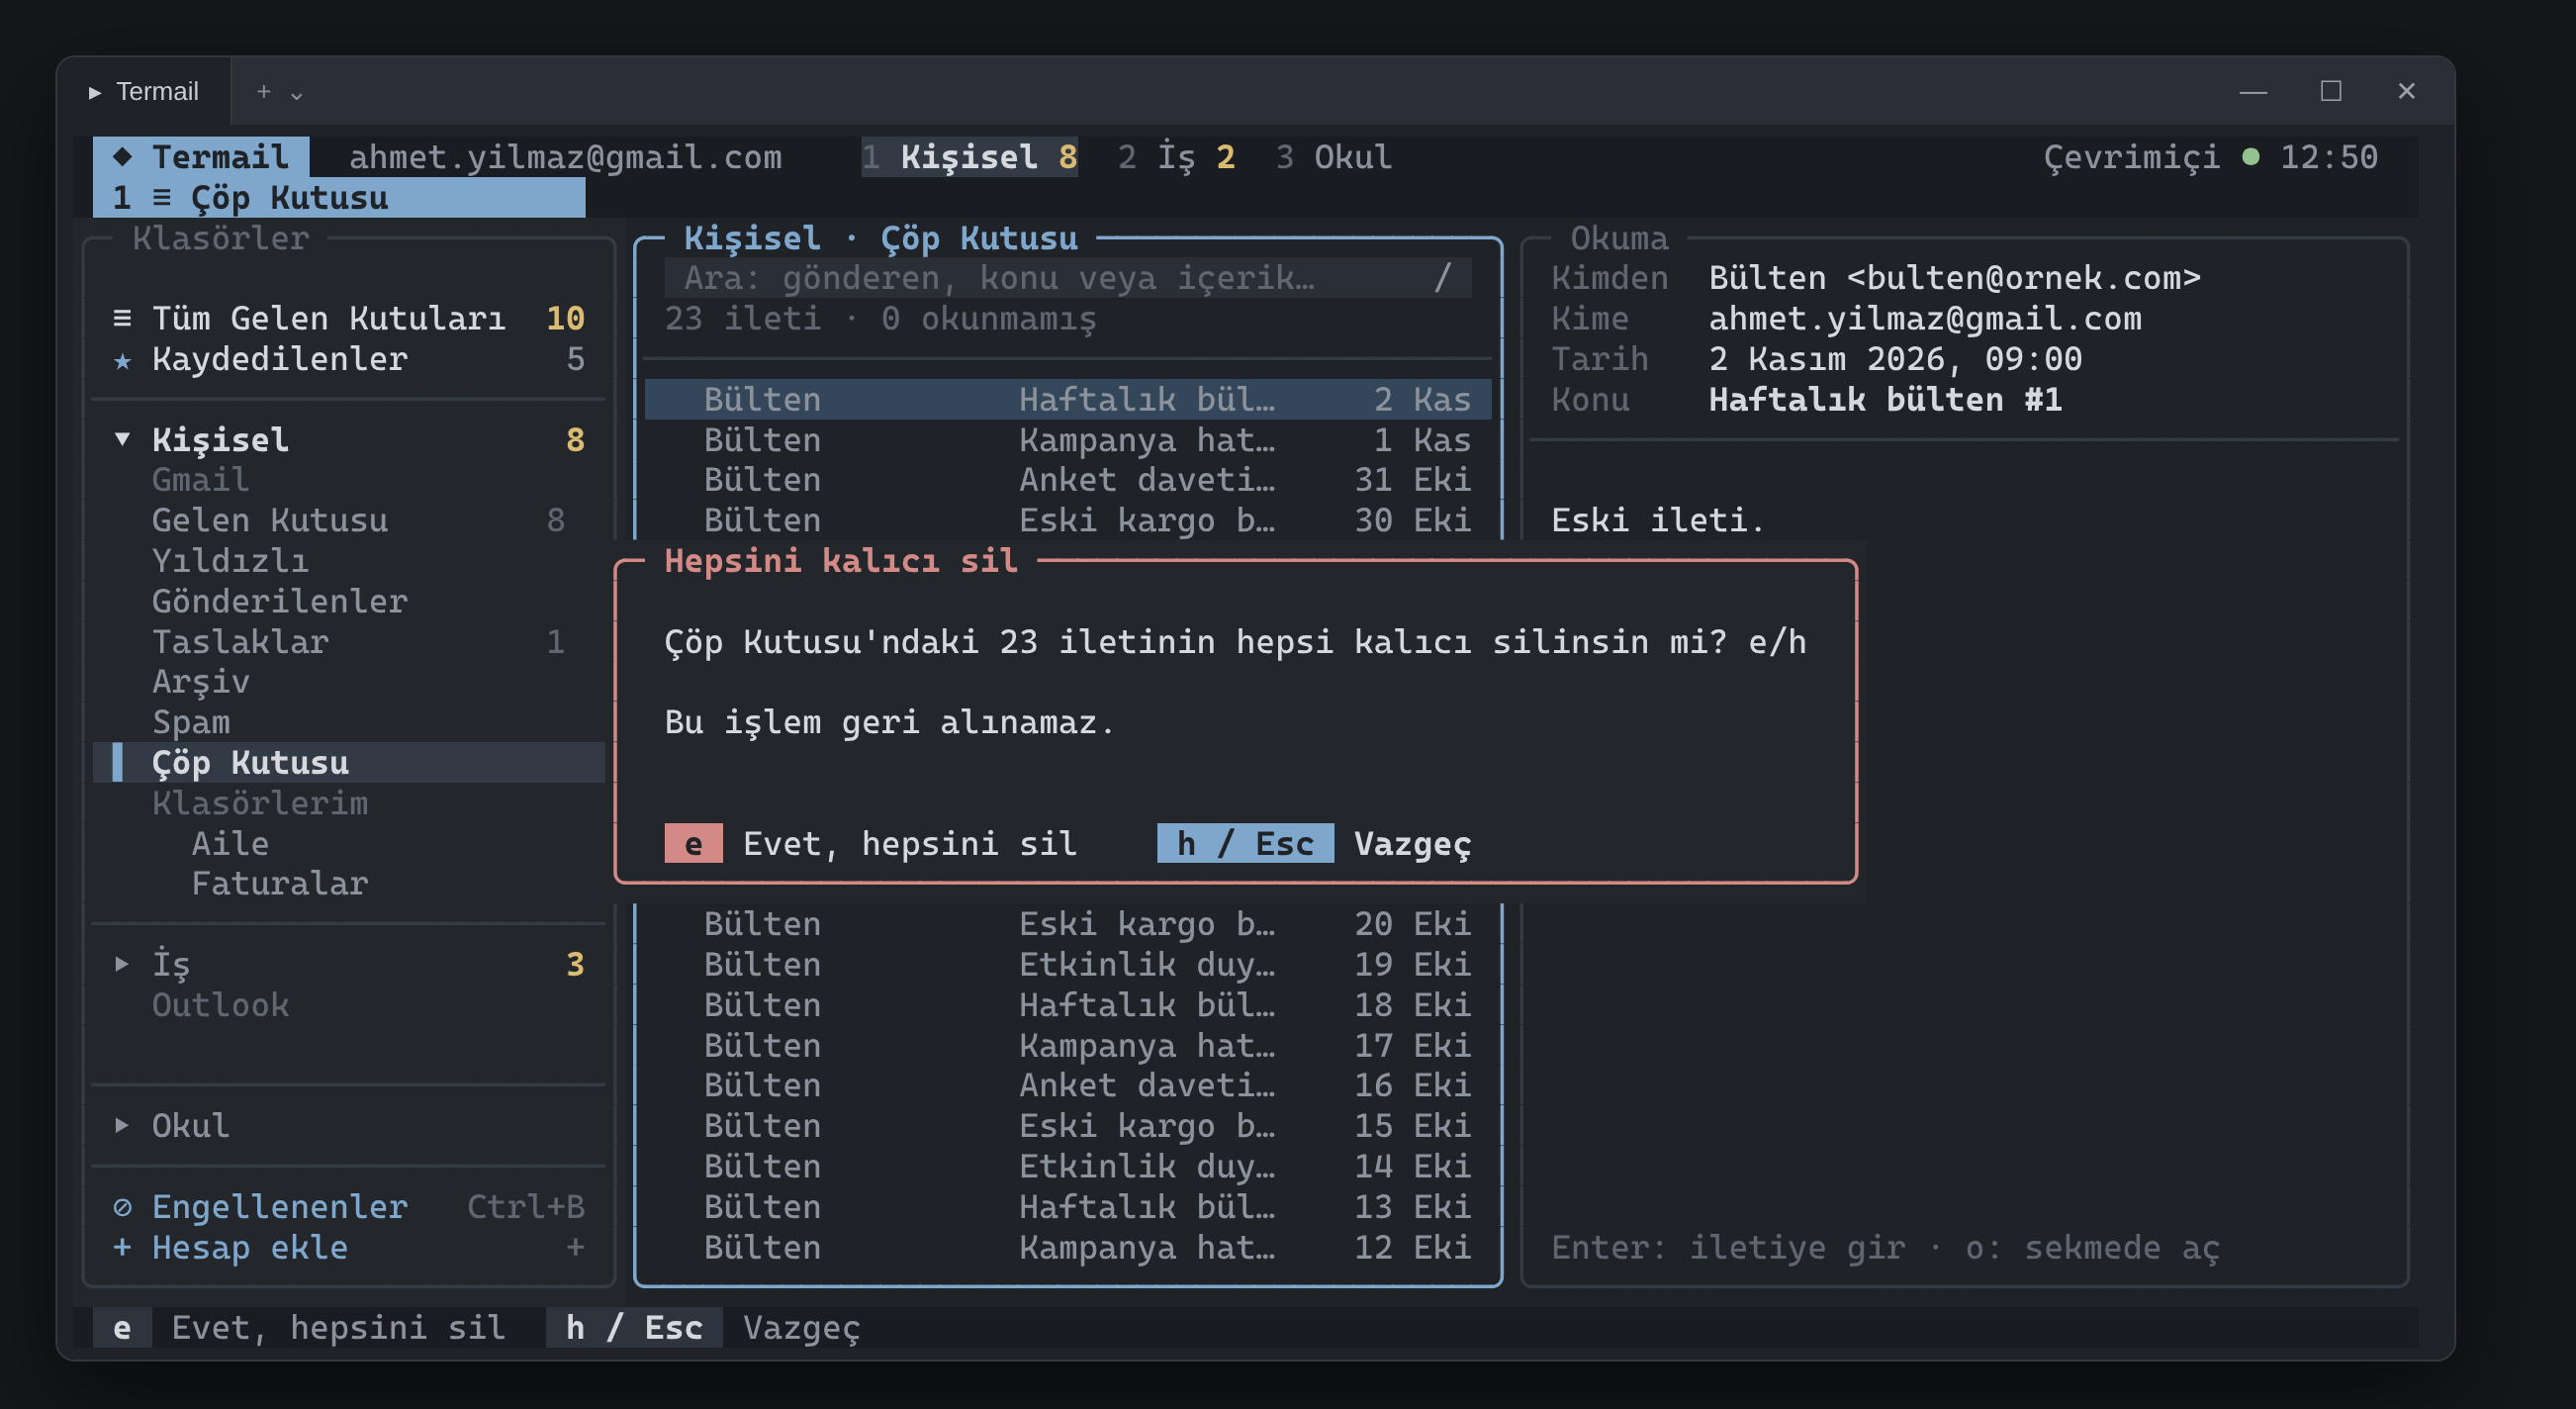 ▸ Termail + ⌄ — ☐ ✕
◆ Termail ahmet.yilmaz@gmail.com 1 Kişisel 8 2 İş 2 3 Okul Çevrimiçi ● 12:50
1 ≡ Çöp Kutusu
Klasörler
≡ Tüm Gelen Kutuları 10
★ Kaydedilenler 5
▼ Kişisel 8
Gmail
Gelen Kutusu 8
Yıldızlı
Gönderilenler
Taslaklar 1
Arşiv
Spam
Çöp Kutusu
Klasörlerim
Aile
Faturalar
▶ İş 3
Outlook
▶ Okul
⊘ Engellenenler Ctrl+B
+ Hesap ekle +
Kişisel · Çöp Kutusu
Ara: gönderen, konu veya içerik… /
23 ileti · 0 okunmamış
Bülten Haftalık bül… 2 Kas
Bülten Kampanya hat… 1 Kas
Bülten Anket daveti… 31 Eki
Bülten Eski kargo b… 30 Eki
Hepsini kalıcı sil
Çöp Kutusu'ndaki 23 iletinin hepsi kalıcı silinsin mi? e/h
Bu işlem geri alınamaz.
e Evet, hepsini sil h / Esc Vazgeç
Bülten Eski kargo b… 20 Eki
Bülten Etkinlik duy… 19 Eki
Bülten Haftalık bül… 18 Eki
Bülten Kampanya hat… 17 Eki
Bülten Anket daveti… 16 Eki
Bülten Eski kargo b… 15 Eki
Bülten Etkinlik duy… 14 Eki
Bülten Haftalık bül… 13 Eki
Bülten Kampanya hat… 12 Eki
Okuma
Kimden Bülten <bulten@ornek.com>
Kime ahmet.yilmaz@gmail.com
Tarih 2 Kasım 2026, 09:00
Konu Haftalık bülten #1
Eski ileti.
Enter: iletiye gir · o: sekmede aç
e Evet, hepsini sil h / Esc Vazgeç